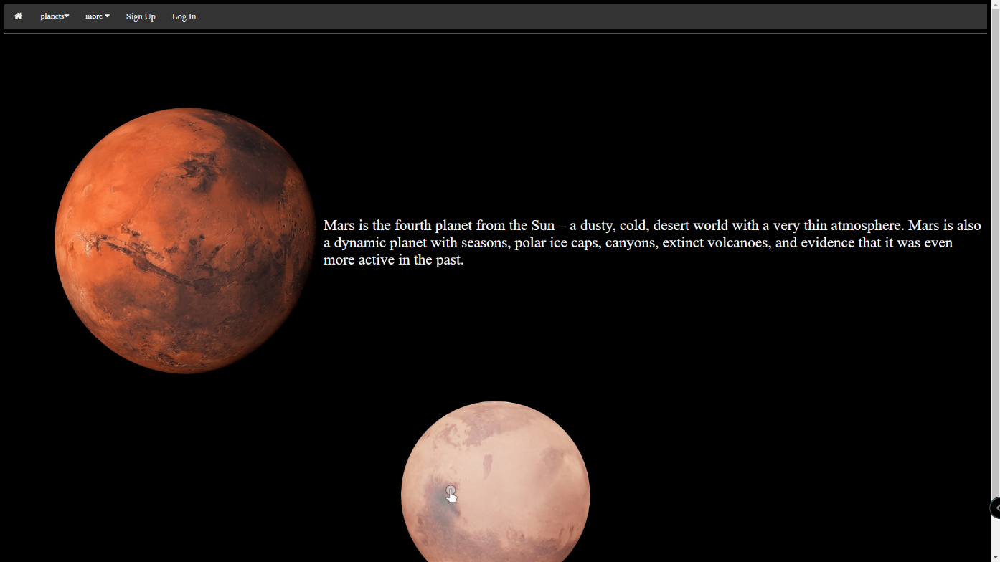 planets more Sign Up Log In
Mars is the fourth planet from the Sun – a dusty, cold, desert world with a very thin atmosphere. Mars is also
a dynamic planet with seasons, polar ice caps, canyons, extinct volcanoes, and evidence that it was even
more active in the past.